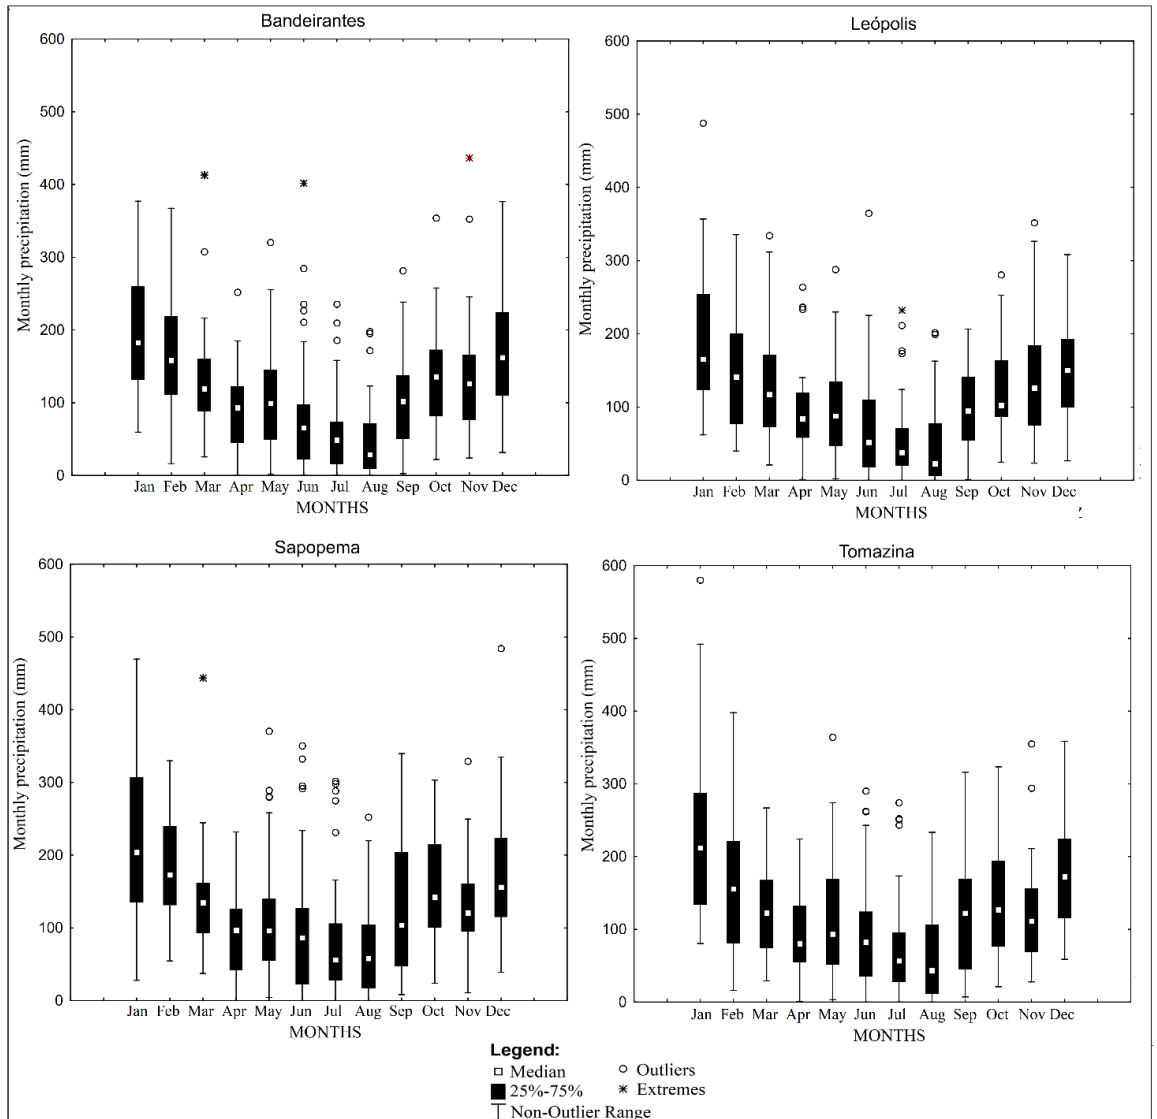 Bandeirantes
600
500
400
300
200
100
0
Monthly precipitation (mm)
Jan Feb Mar Apr May Jun Jul Aug Sep Oct Nov Dec
MONTHS
Leópolis
600
500
400
300
200
100
0
Monthly precipitation (mm)
Jan Feb Mar Apr May Jun Jul Aug Sep Oct Nov Dec
MONTHS
Sapopema
600
500
400
300
200
100
0
Monthly precipitation (mm)
Jan Feb Mar Apr May Jun Jul Aug Sep Oct Nov Dec
MONTHS
Tomazina
600
500
400
300
200
100
0
Monthly precipitation (mm)
Jan Feb Mar Apr May Jun Jul Aug Sep Oct Nov Dec
MONTHS
Legend:
Median
25%-75%
Non-Outlier Range
Outliers
Extremes